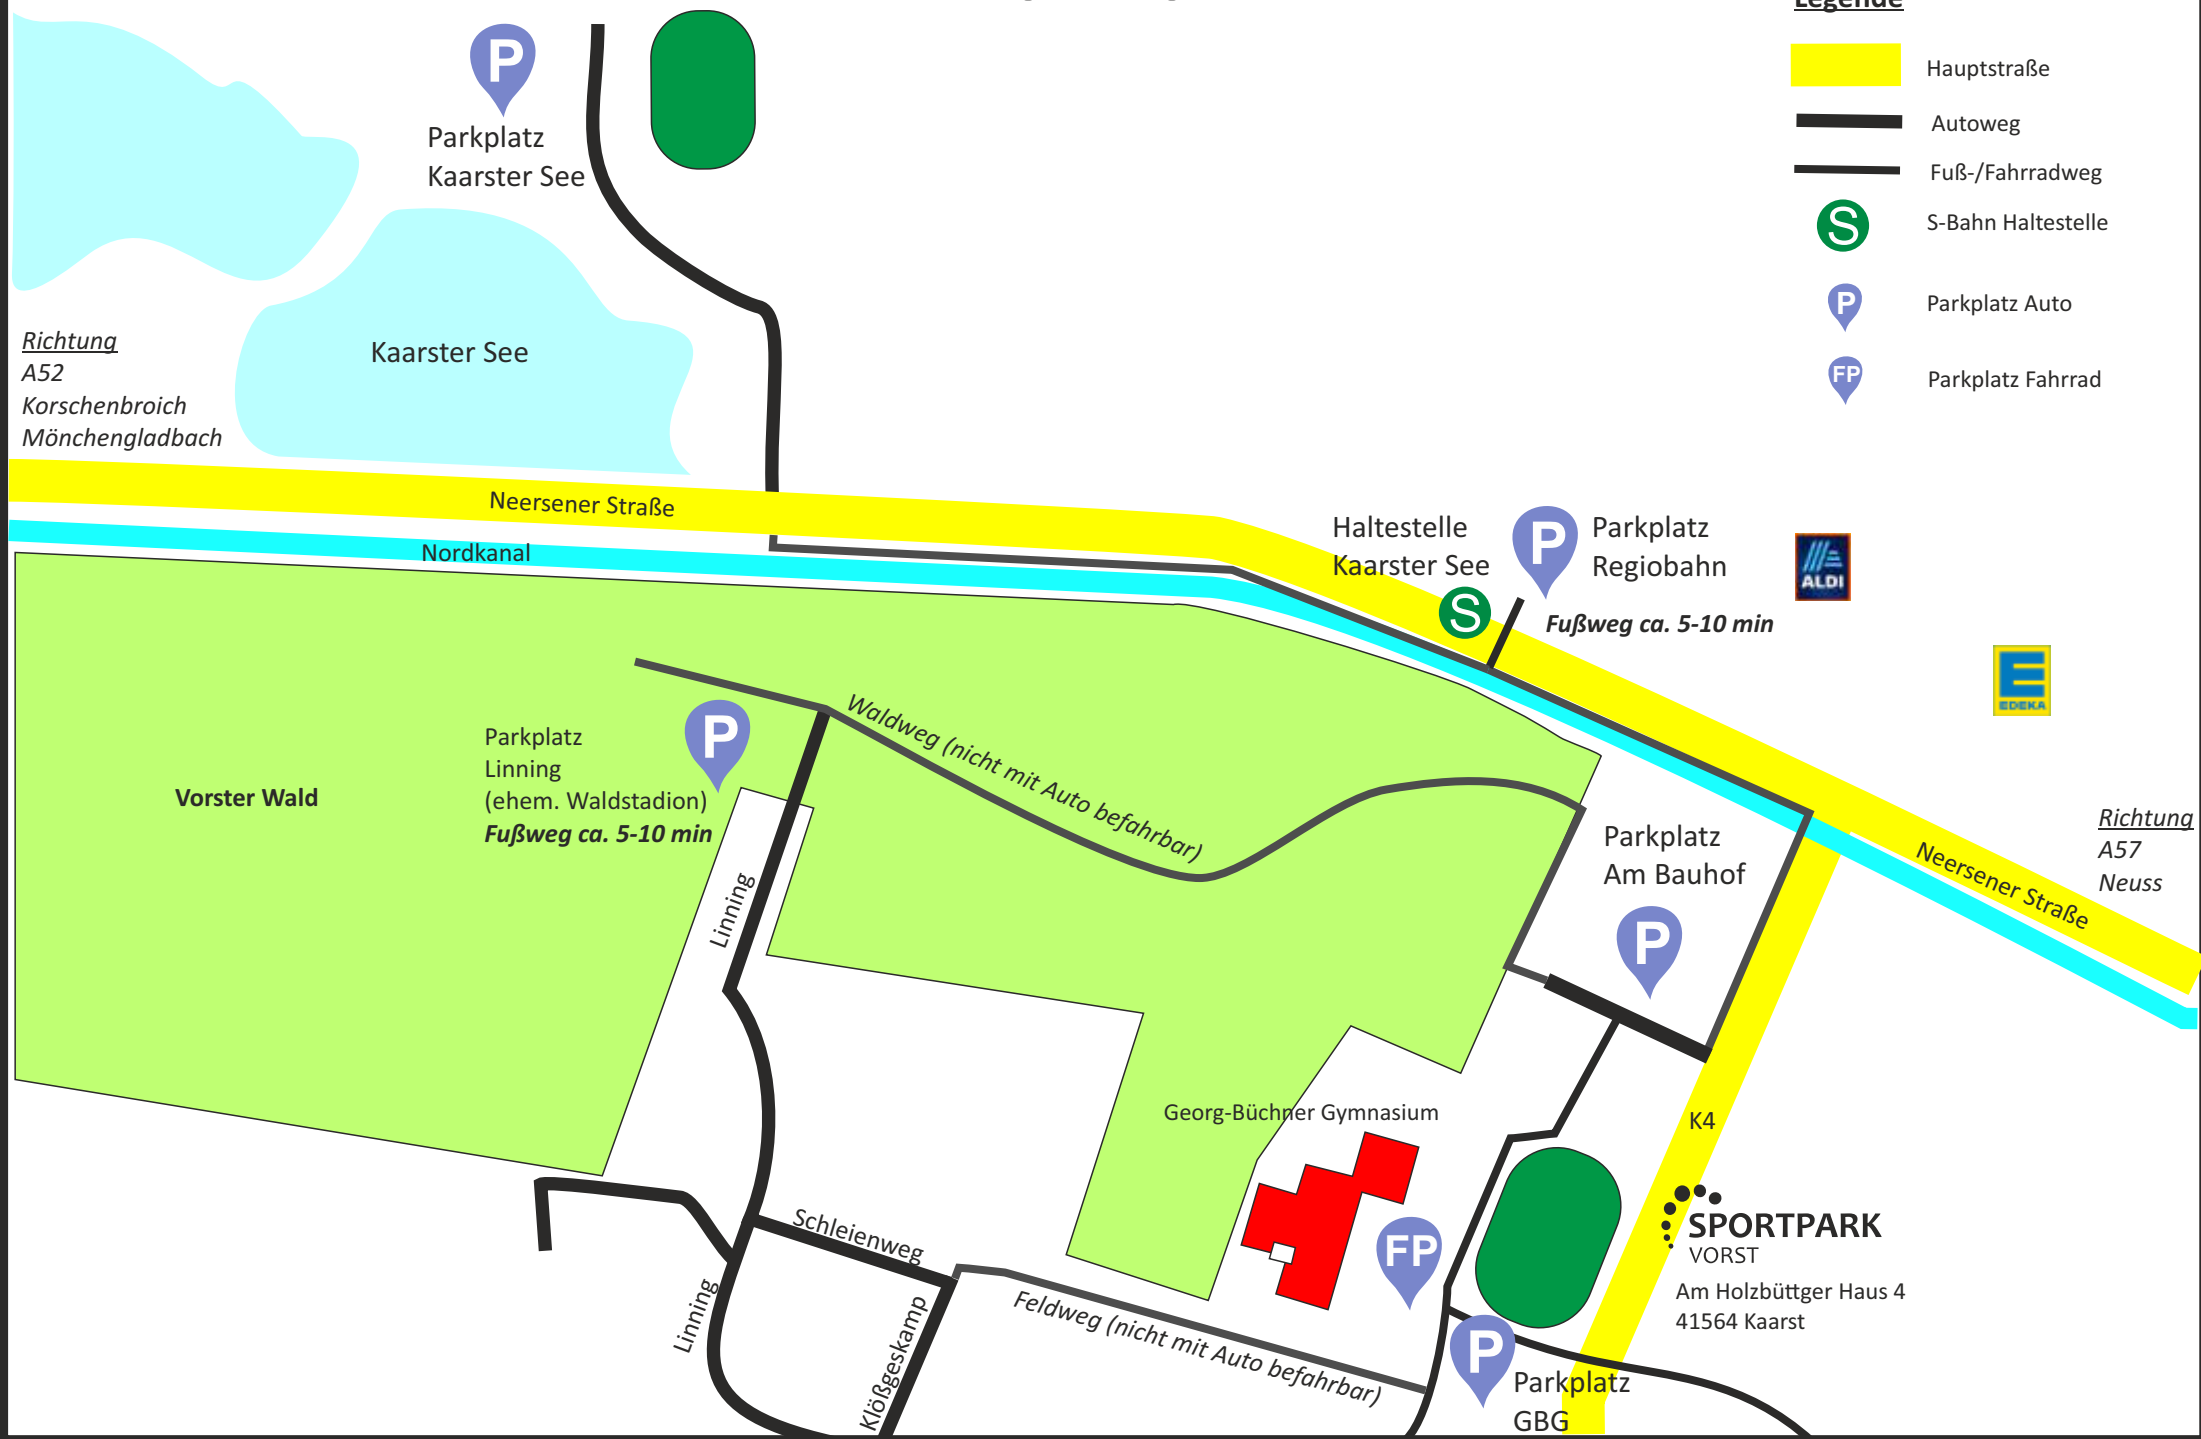 Legende
Hauptstraße
Autoweg
Fuß-/Fahrradweg
S
S-Bahn Haltestelle
P
Parkplatz Auto
FP
Parkplatz Fahrrad
P
Parkplatz
Kaarster See
Kaarster See
Richtung
A52
Korschenbroich
Mönchengladbach
Neersener Straße
Nordkanal
Haltestelle
Kaarster See
S
P
Parkplatz
Regiobahn
Fußweg ca. 5-10 min
ALDI
E
EDEKA
Vorster Wald
Parkplatz
Linning
(ehem. Waldstadion)
Fußweg ca. 5-10 min
P
Waldweg (nicht mit Auto befahrbar)
Linning
Parkplatz
Am Bauhof
P
Richtung
A57
Neuss
Neersener Straße
Georg-Büchner Gymnasium
K4
FP
SPORTPARK
VORST
Am Holzbüttger Haus 4
41564 Kaarst
Schleienweg
Linning
Klößgeskamp
Feldweg (nicht mit Auto befahrbar)
P
Parkplatz
GBG